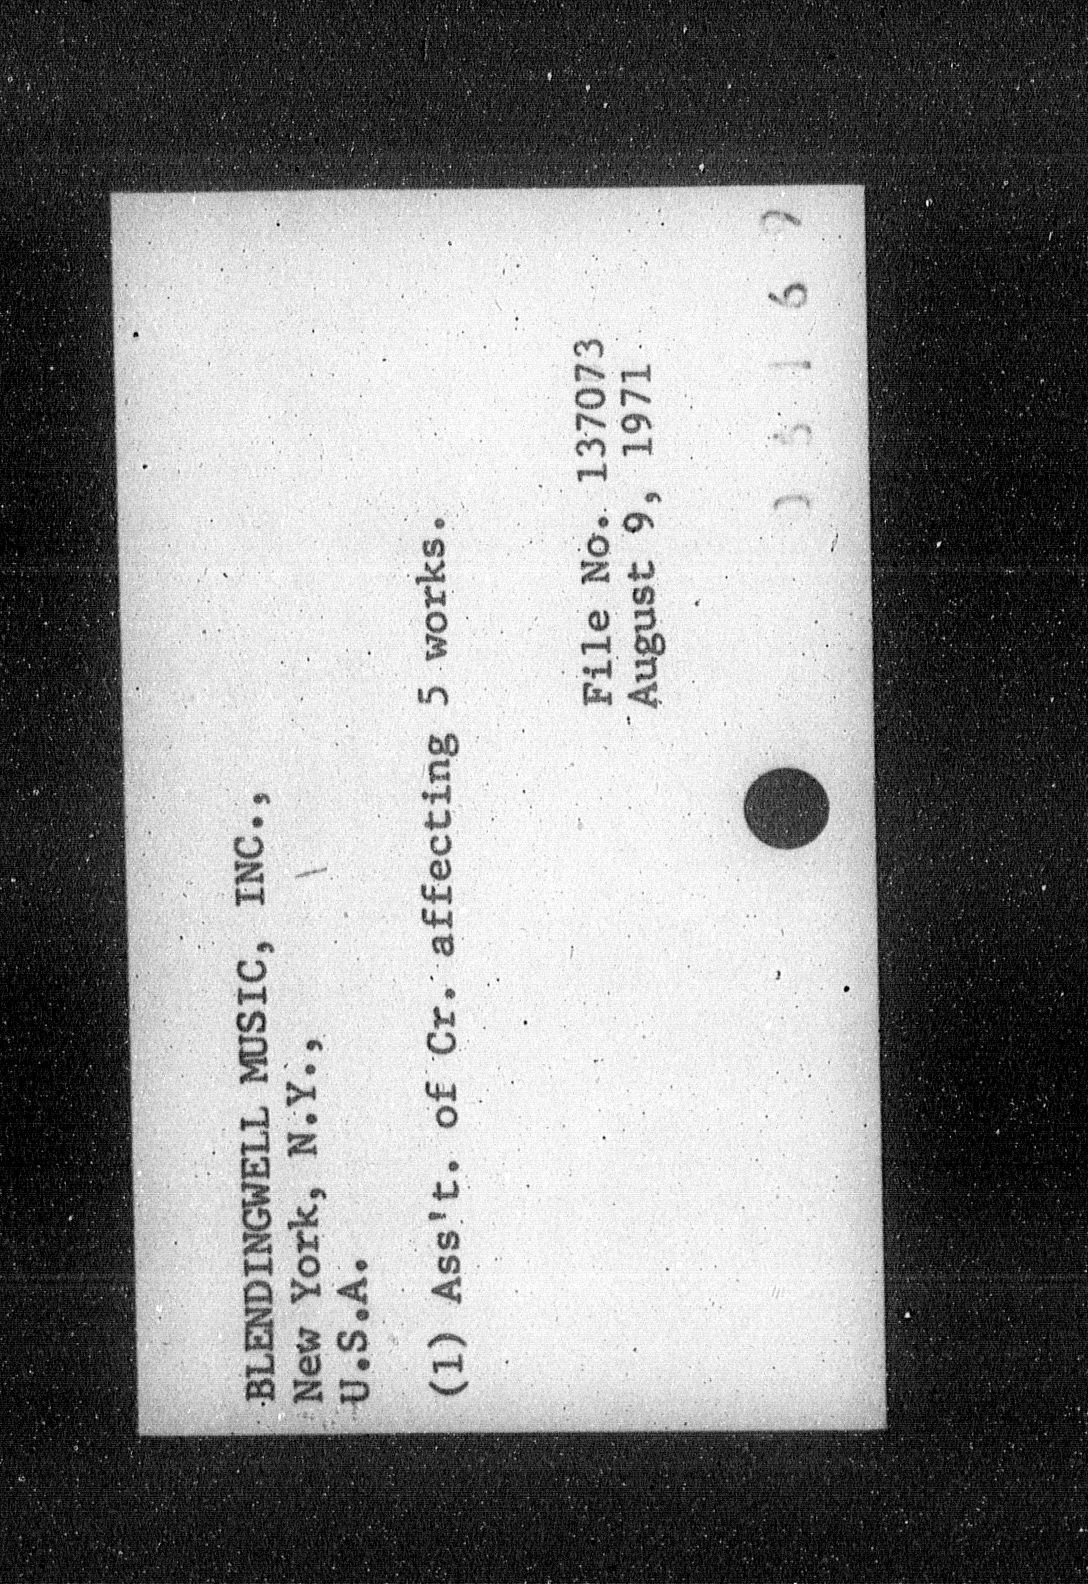 BLENDINGWELL MUSIC, INC.,
New York, N.Y.,
U.S.A.
(1) Ass't. of Cr. affecting 5 works.
File No. 137073
August 9, 1971